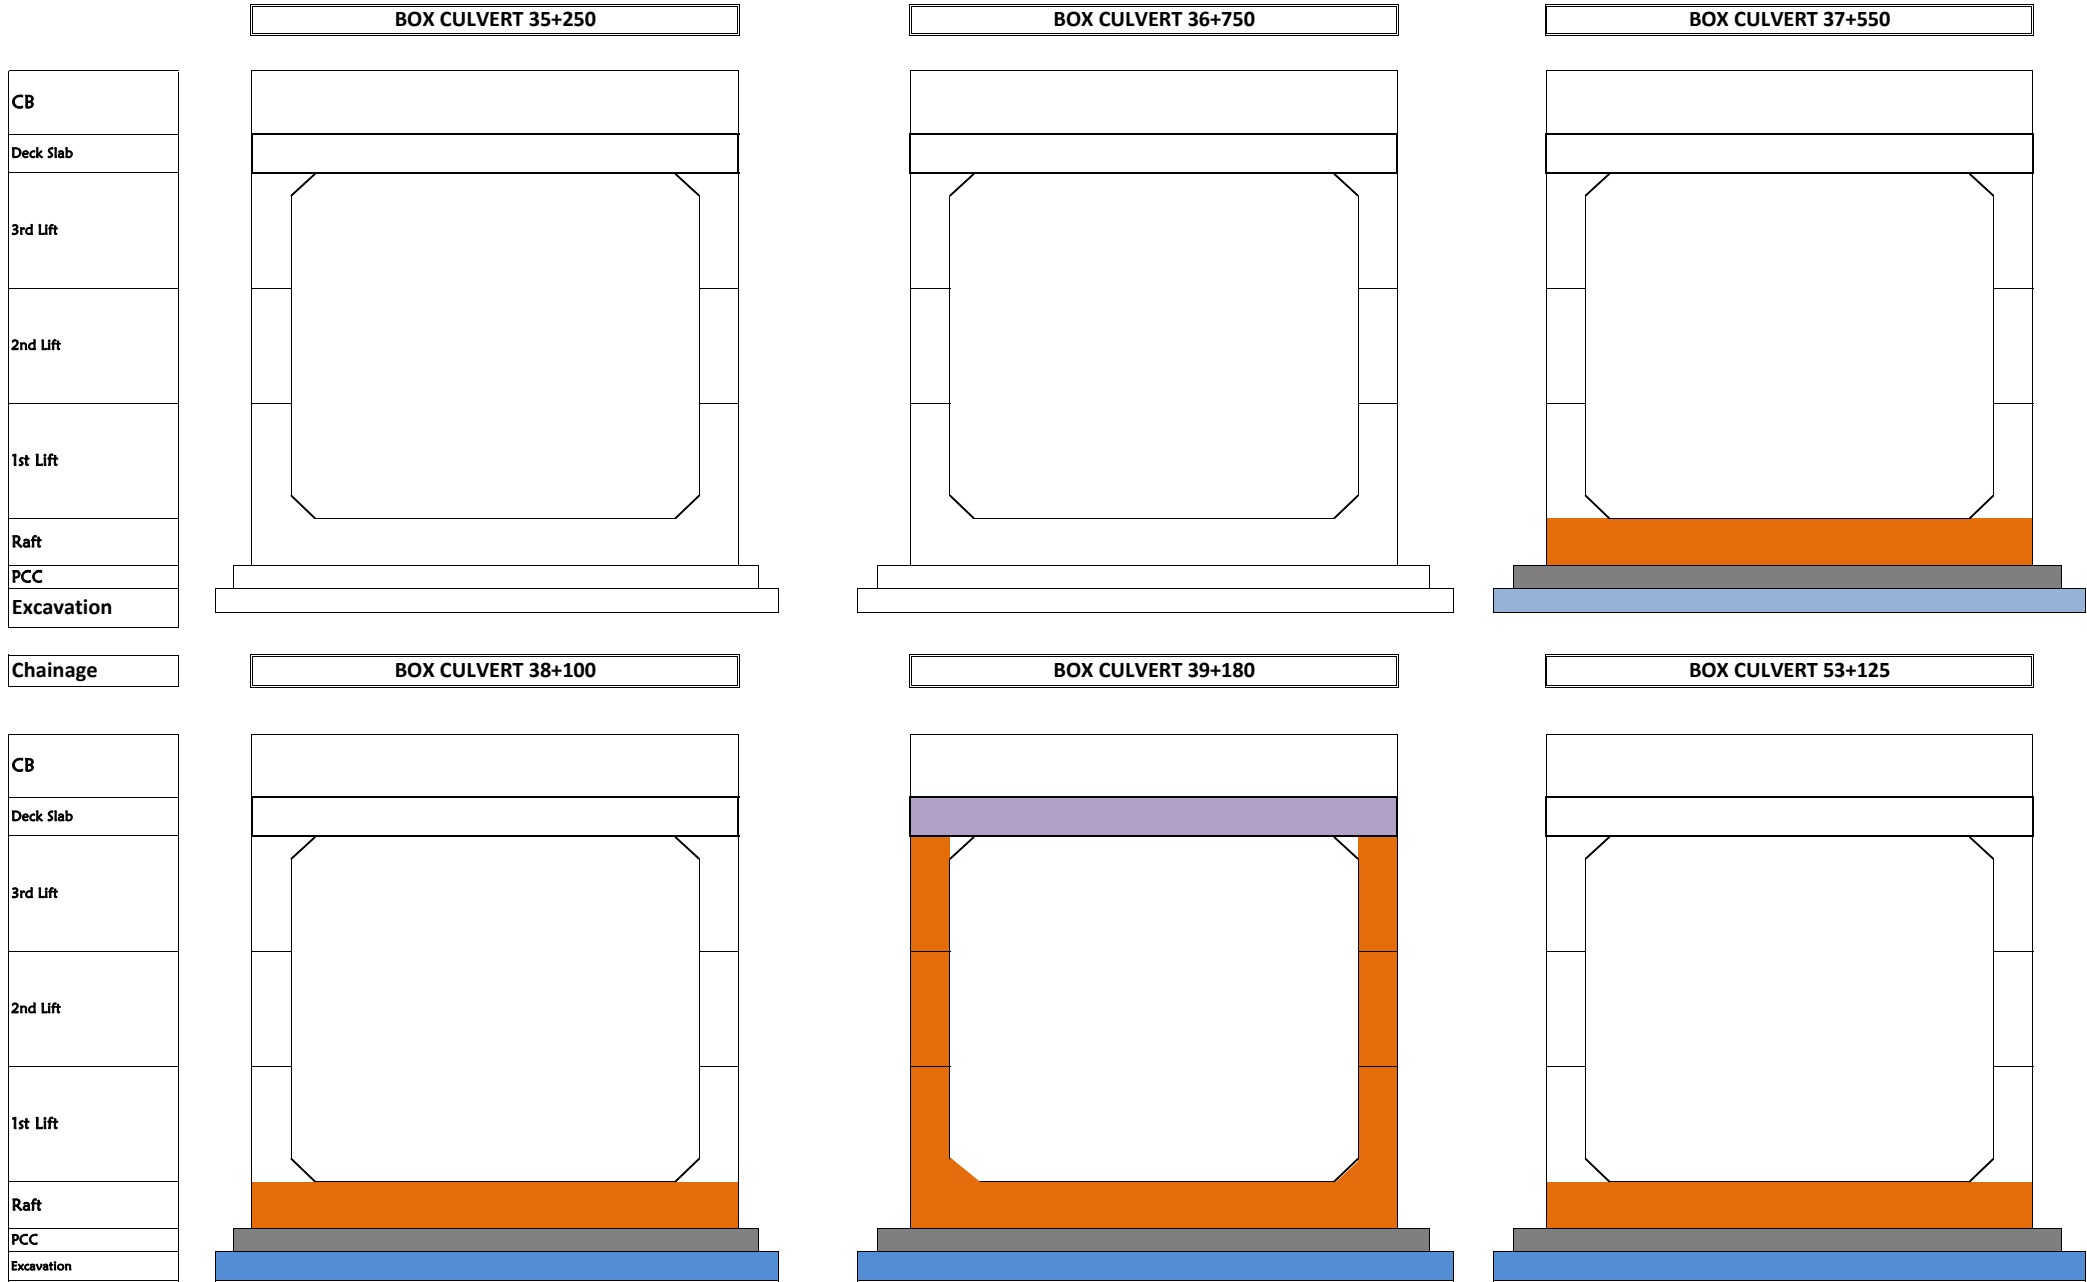 BOX CULVERT 35+250
BOX CULVERT 36+750
BOX CULVERT 37+550
CB
Deck Slab
3rd Lift
2nd Lift
1st Lift
Raft
PCC
Excavation
Chainage
BOX CULVERT 38+100
BOX CULVERT 39+180
BOX CULVERT 53+125
CB
Deck Slab
3rd Lift
2nd Lift
1st Lift
Raft
PCC
Excavation